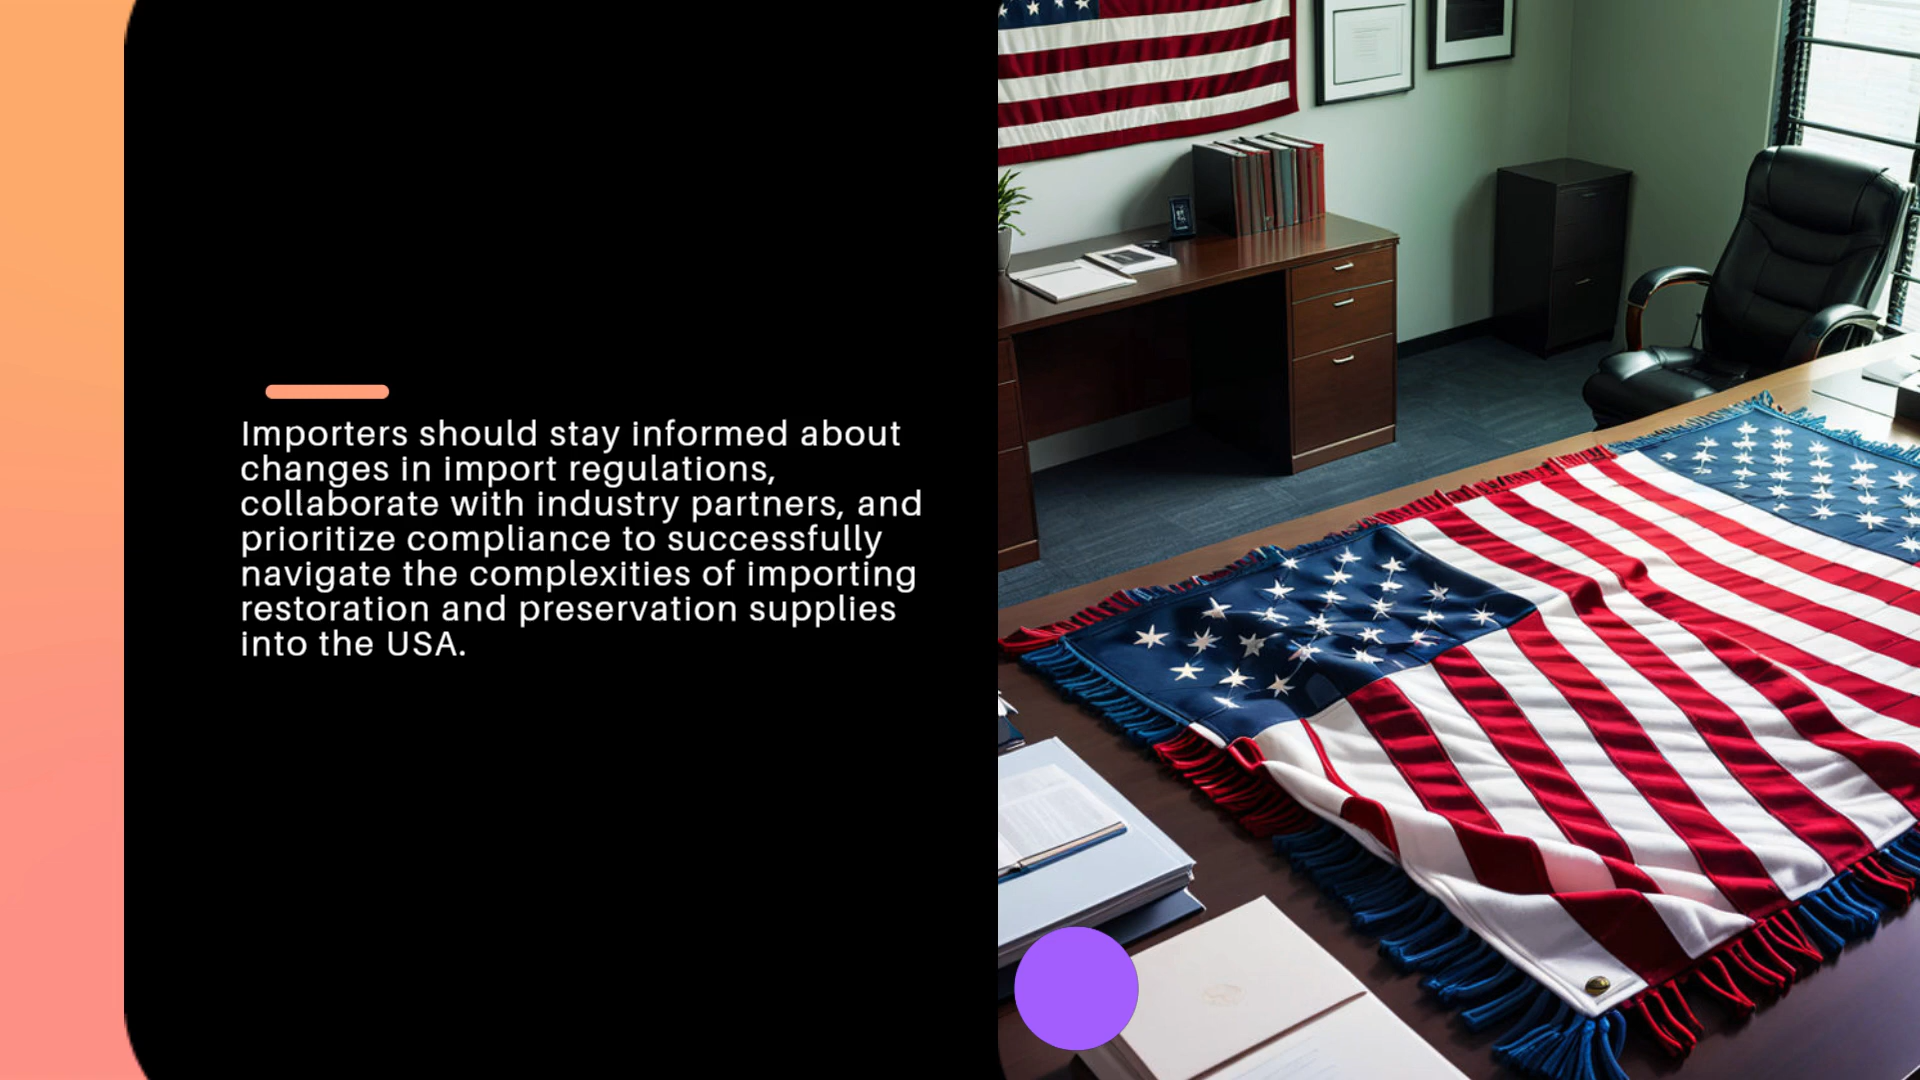 Importers should stay informed about
changes in import regulations,
collaborate with industry partners, and
prioritize compliance to successfully
navigate the complexities of importing
restoration and preservation supplies
into the USA.